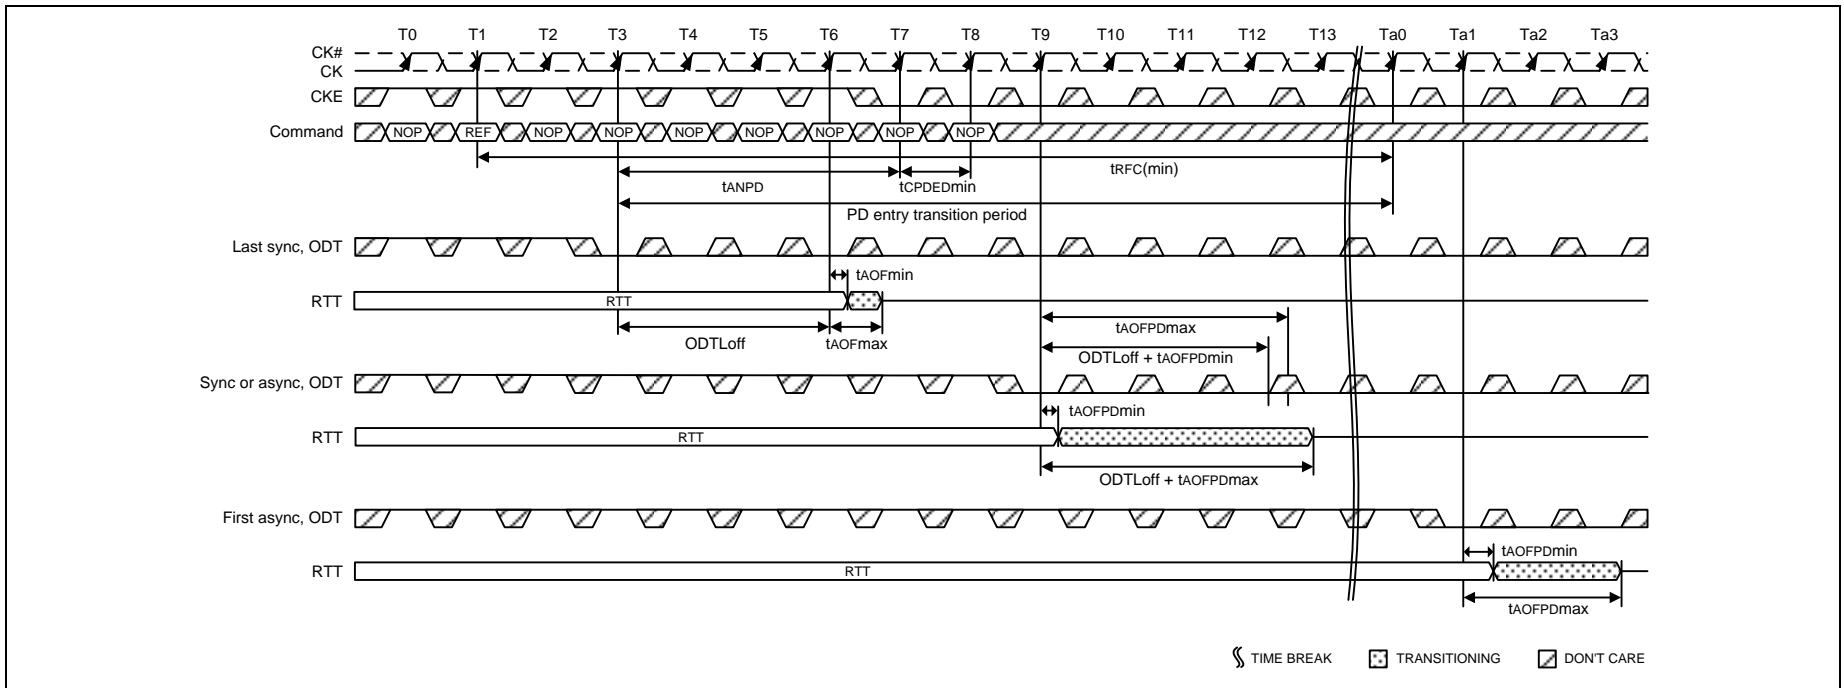 T0 T1 T2 T3 T4 T5 T6 T7 T8 T9 T10 T11 T12 T13 Ta0 Ta1 Ta2 Ta3
CK#
CK
CKE
Command NOP REF NOP NOP NOP NOP NOP NOP NOP
tRFC(min)
tANPD tCPDEDmin
PD entry transition period
Last sync, ODT
tAOFmin
RTT RTT
tAOFPDmax
ODTLoff tAOFmax
ODTLoff + tAOFPDmin
Sync or async, ODT
tAOFPDmin
RTT RTT
ODTLoff + tAOFPDmax
First async, ODT
tAOFPDmin
RTT RTT
tAOFPDmax
TIME BREAK TRANSITIONING DON'T CARE